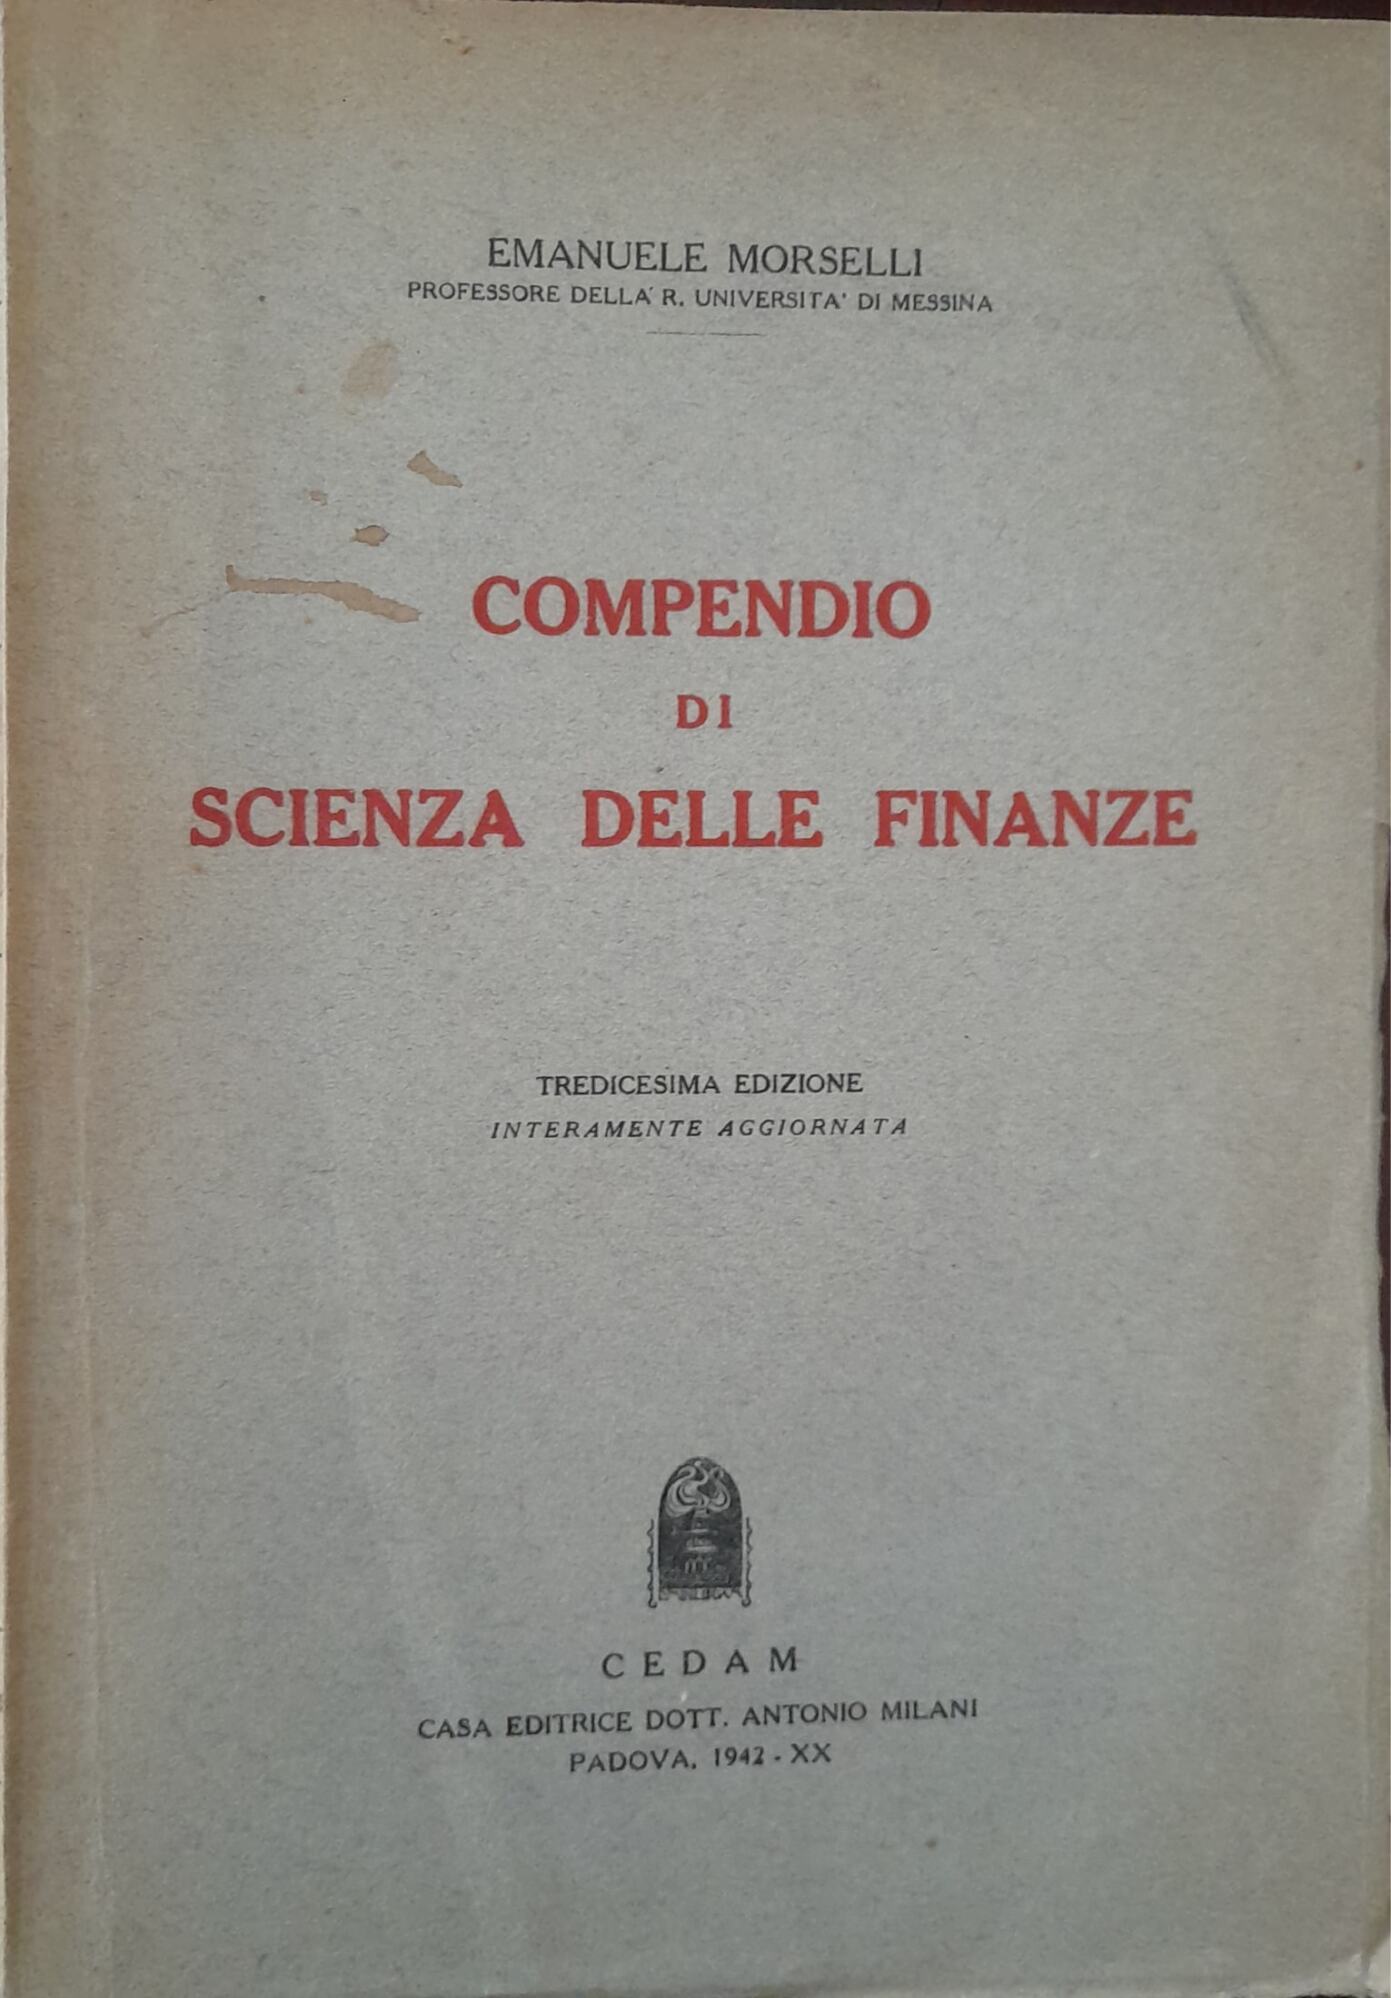 EMANUELE MORSELLI
PROFESSORE DELLA R. UNIVERSITA' DI MESSINA
COMPENDIO
DI
SCIENZA DELLE FINANZE
TREDICESIMA EDIZIONE
INTERAMENTE AGGIORNATA
CEDAM
CASA EDITRICE DOTT. ANTONIO MILANI
PADOVA, 1942 - XX